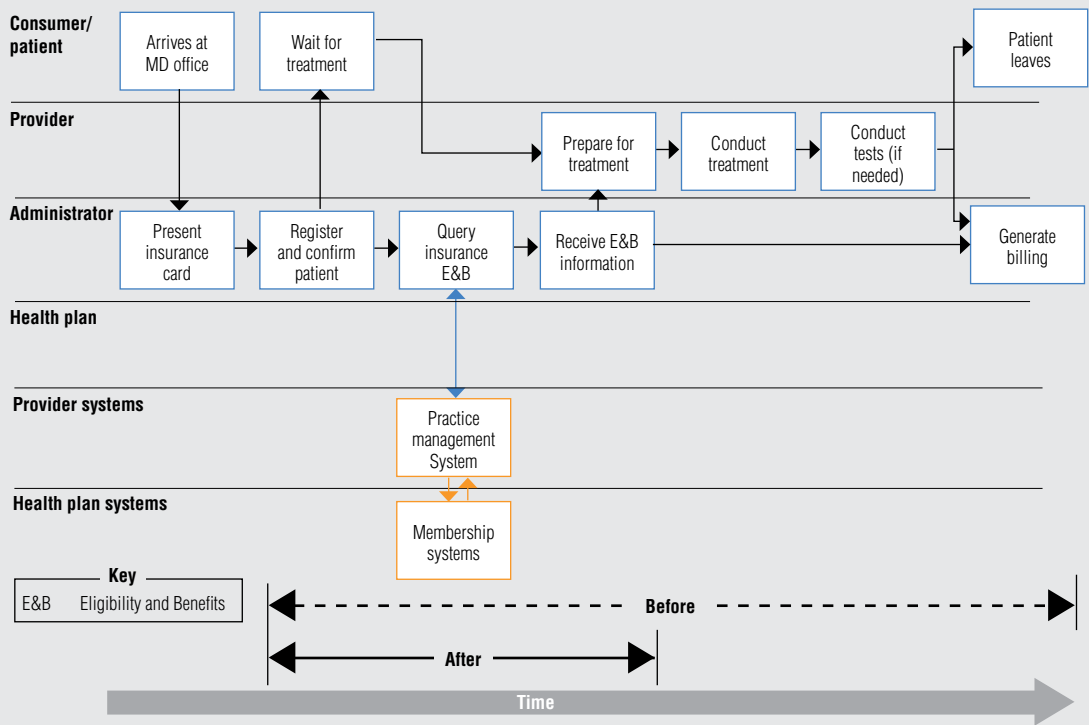 Consumer/
patient
Arrives at
MD office
Wait for
treatment
Patient
leaves
Provider
Prepare for
treatment
Conduct
treatment
Conduct
tests (if
needed)
Administrator
Present
insurance
card
Register
and confirm
patient
Query
insurance
E&B
Receive E&B
information
Generate
billing
Health plan
Provider systems
Practice
management
System
Health plan systems
Membership
systems
Key
E&B Eligibility and Benefits
Before
After
Time